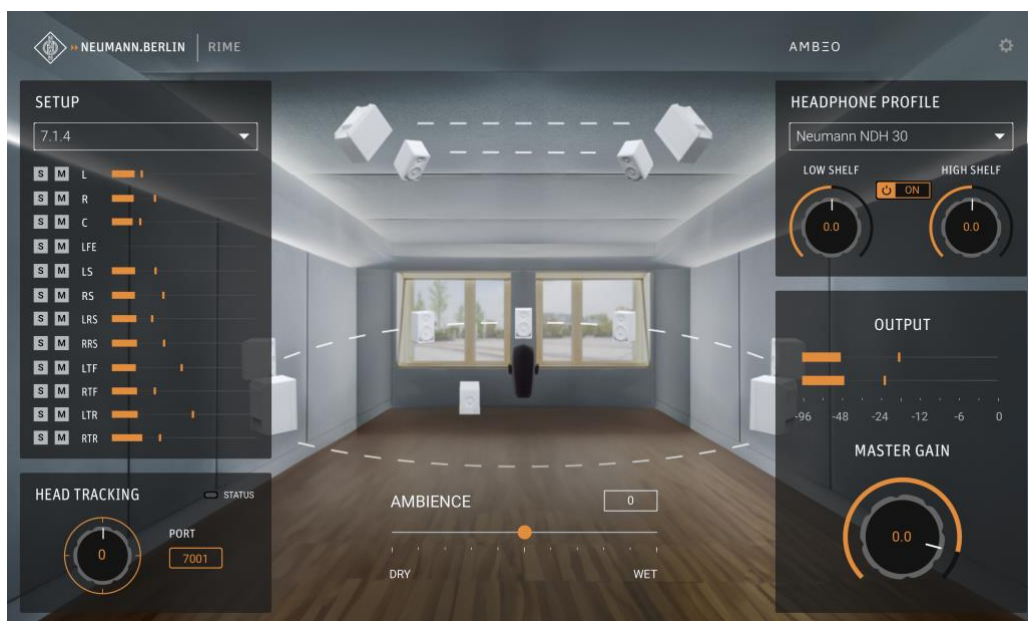 NEUMANN.BERLIN RIME
AMBΞO
SETUP
7.1.4
S M L
S M R
S M C
S M LFE
S M LS
S M RS
S M LRS
S M RRS
S M LTF
S M RTF
S M LTR
S M RTR
HEAD TRACKING
STATUS
0
PORT
7001
AMBIENCE
0
DRY WET
HEADPHONE PROFILE
Neumann NDH 30
LOW SHELF
ON
HIGH SHELF
0.0 0.0
OUTPUT
-96 -48 -24 -12 -6 0
MASTER GAIN
0.0